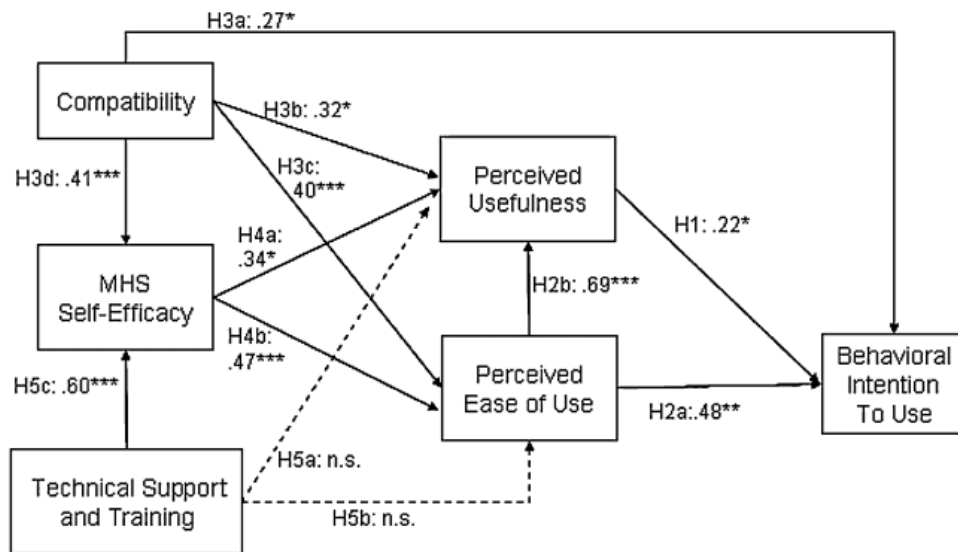 H3a: .27*
Compatibility
H3b: .32*
H3c:
.40***
H3d: .41***
Perceived
Usefulness
H4a:
.34*
H1: .22*
MHS
Self-Efficacy
H2b: .69***
H4b:
.47***
H5c: .60***
Perceived
Ease of Use
H2a:.48**
Behavioral
Intention
To Use
H5a: n.s.
Technical Support
and Training
H5b: n.s.